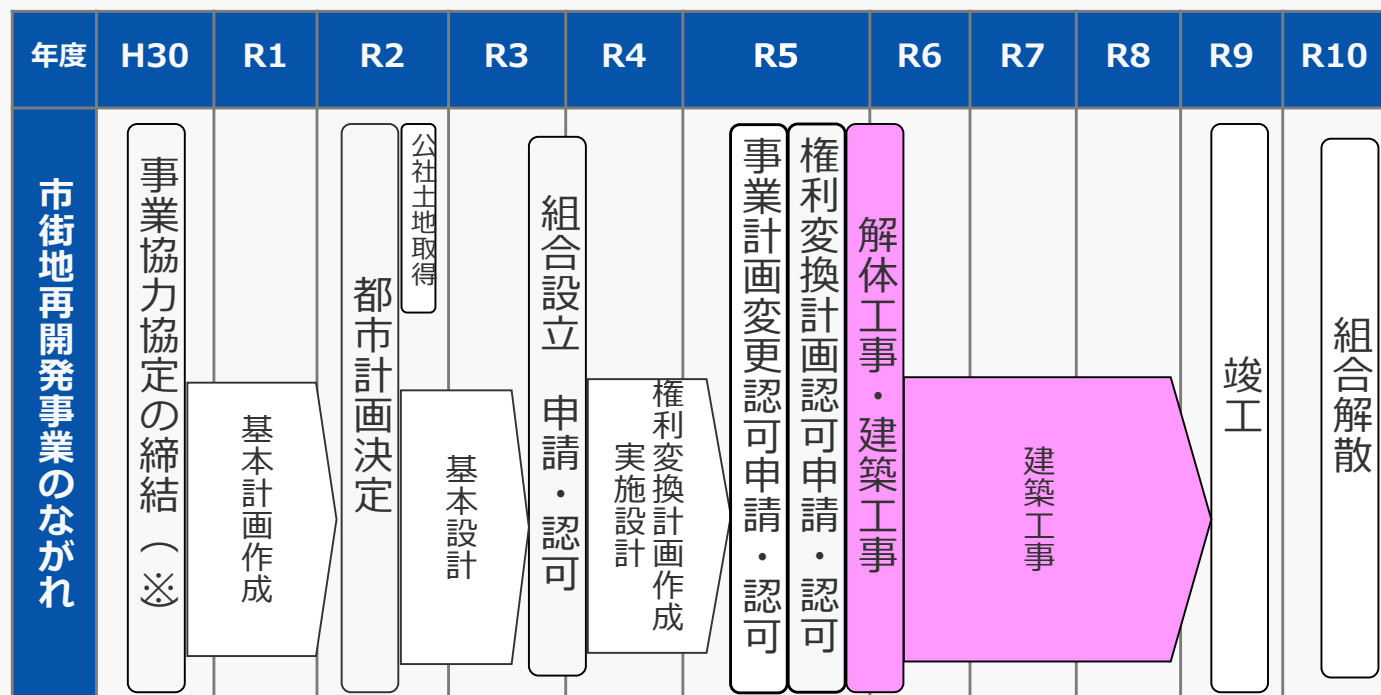 年度 H30 R1 R2 R3 R4 R5 R6 R7 R8 R9 R10
市街地再開発事業のながれ
事業協力協定の締結（※
基本計画作成
都市計画決定
公社土地取得
基本設計
組合設立　申請・認可
権利変換計画作成
実施設計
事業計画変更認可申請・認可
権利変換計画認可申請・認可
解体工事・建築工事
建築工事
竣工
組合解散